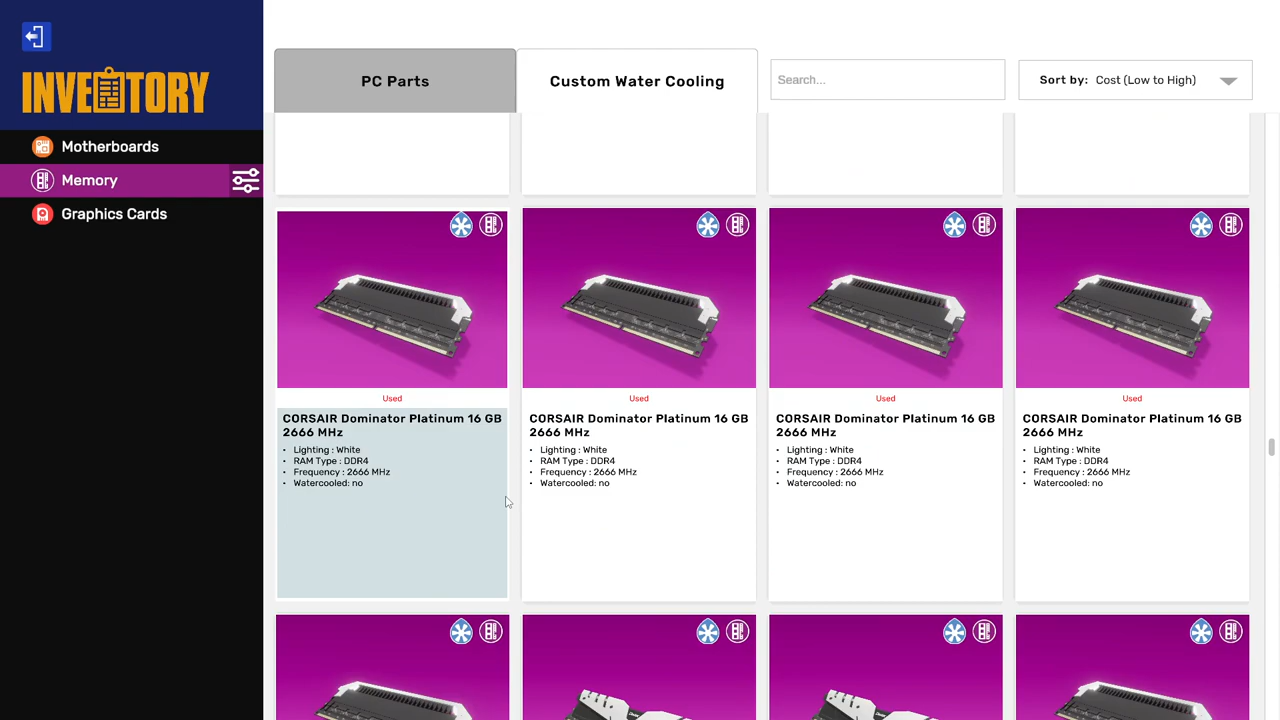 INVENTORY
Motherboards
Memory
Graphics Cards
PC Parts
Custom Water Cooling
Search...
Sort by: Cost (Low to High)
Used
CORSAIR Dominator Platinum 16 GB
2666 MHz
• Lighting : White
• RAM Type : DDR4
• Frequency : 2666 MHz
• Watercooled: no
Used
CORSAIR Dominator Platinum 16 GB
2666 MHz
• Lighting : White
• RAM Type : DDR4
• Frequency : 2666 MHz
• Watercooled: no
Used
CORSAIR Dominator Platinum 16 GB
2666 MHz
• Lighting : White
• RAM Type : DDR4
• Frequency : 2666 MHz
• Watercooled: no
Used
CORSAIR Dominator Platinum 16 GB
2666 MHz
• Lighting : White
• RAM Type : DDR4
• Frequency : 2666 MHz
• Watercooled: no